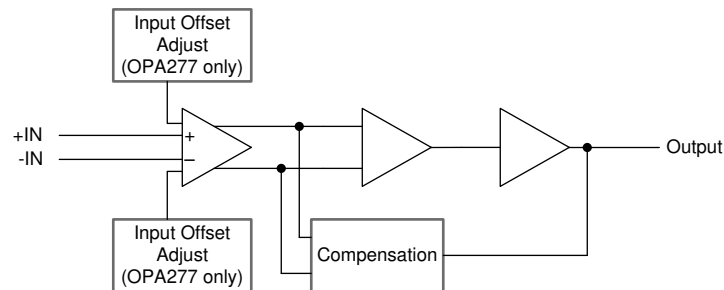 Input Offset
Adjust
(OPA277 only)
+IN
-IN
+
−
Output
Input Offset
Adjust
(OPA277 only)
Compensation